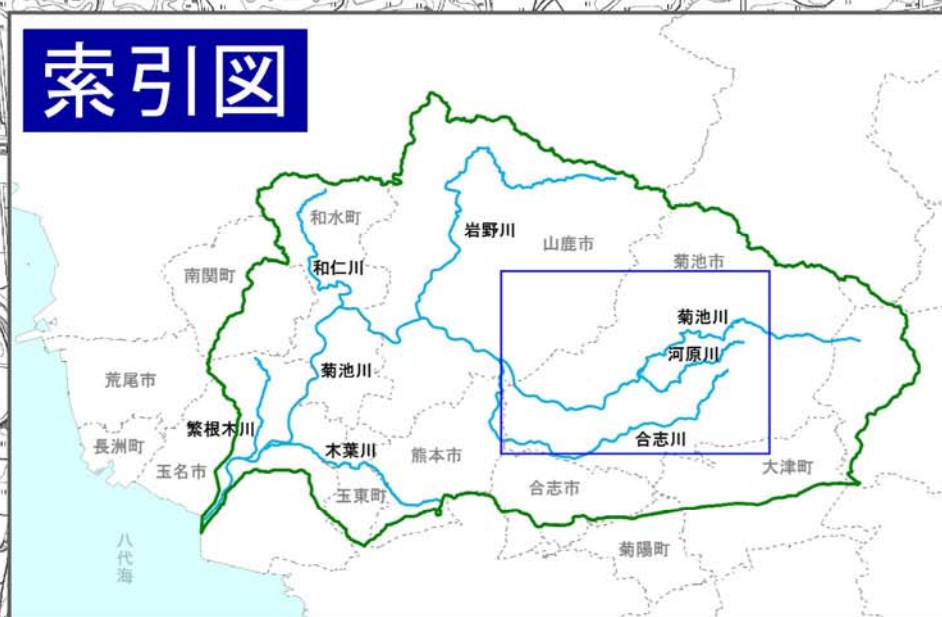 索引図
和水町
岩野川
山鹿市
菊池市
南関町
和仁川
菊池川
河原川
菊池川
荒尾市
繁根木川
長洲町
玉名市
木葉川
熊本市
合志川
大津町
玉東町
合志市
八代海
菊陽町